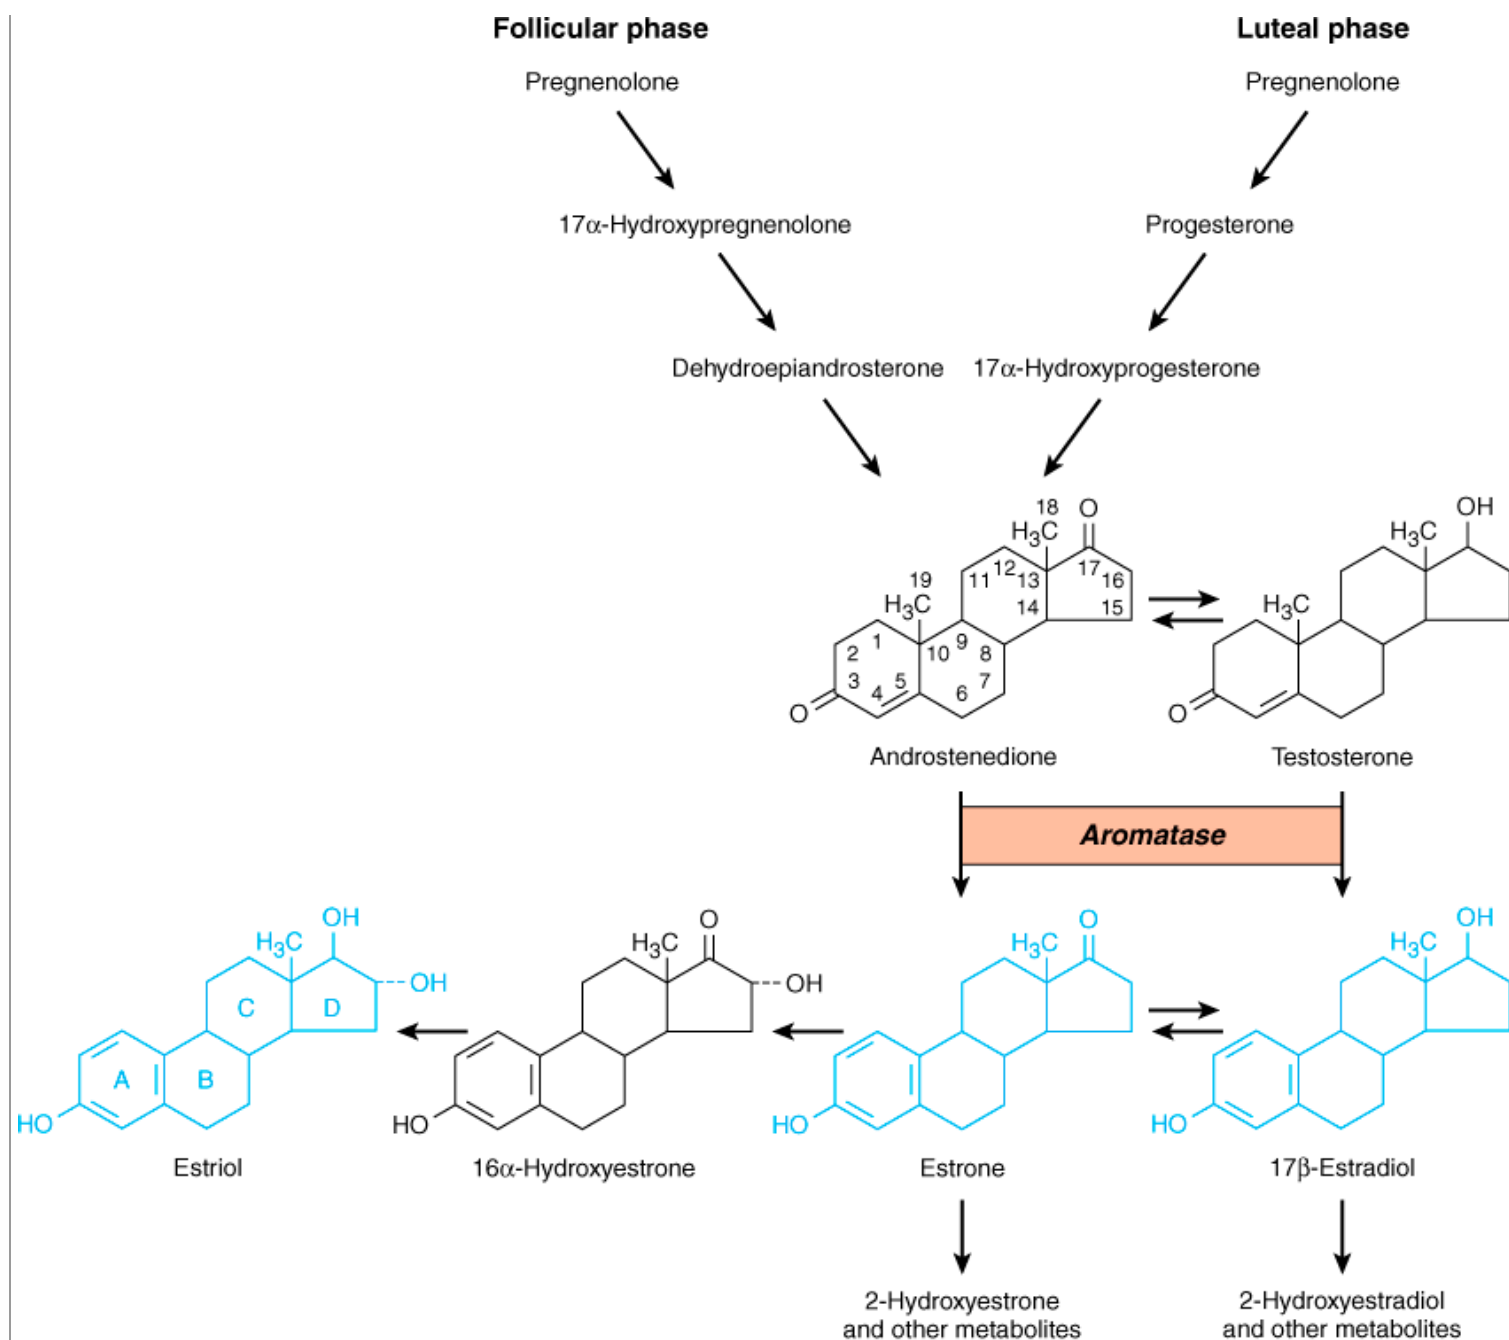 Follicular phase
Luteal phase
Pregnenolone
Pregnenolone
17α-Hydroxypregnenolone
Progesterone
Dehydroepiandrosterone
17α-Hydroxyprogesterone
18
O
OH
H3C
H3C
12
17
11
13
16
19
H3C
14
15
H3C
1
9
2
10
8
3
5
7
4
6
O
O
Androstenedione
Testosterone
Aromatase
OH
O
O
OH
H3C
H3C
H3C
H3C
OH
OH
C
D
A
B
HO
HO
HO
HO
Estriol
16α-Hydroxyestrone
Estrone
17β-Estradiol
2-Hydroxyestrone
and other metabolites
2-Hydroxyestradiol
and other metabolites